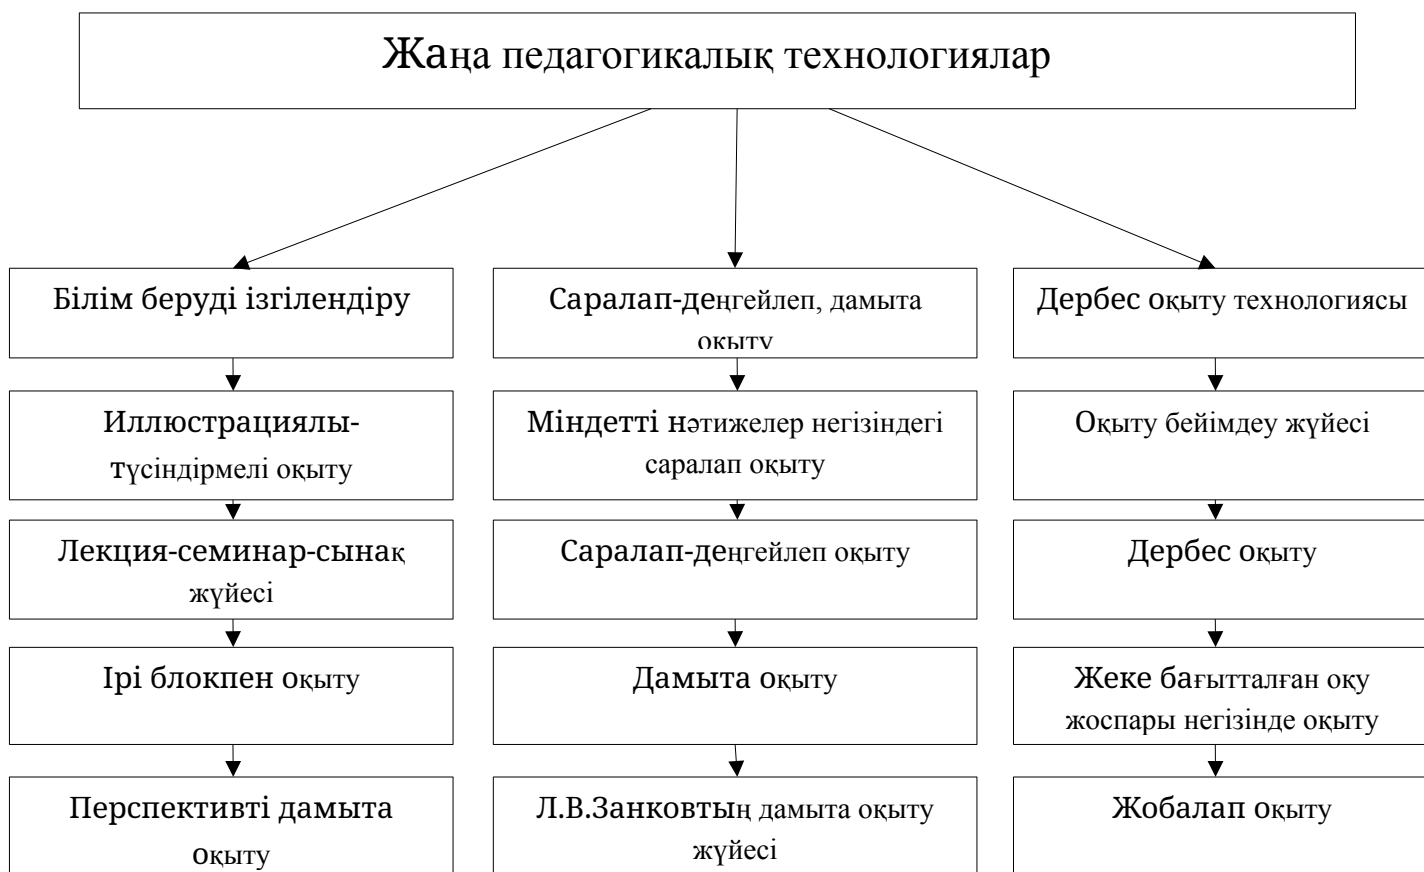 Жаңа педагогикалық технологиялар
Білім беруді ізгілендіру
Саралап-деңгейлеп, дамыта
оқыту
Дербес оқыту технологиясы
Иллюстрациялы-
түсіндірмелі оқыту
Міндетті нәтижелер негізіндегі
саралап оқыту
Оқыту бейімдеу жүйесі
Лекция-семинар-сынақ
жүйесі
Саралап-деңгейлеп оқыту
Дербес оқыту
Ірі блокпен оқыту
Дамыта оқыту
Жеке бағытталған оқу
жоспары негізінде оқыту
Перспективті дамыта
оқыту
Л.В.Занковтың дамыта оқыту
жүйесі
Жобалап оқыту